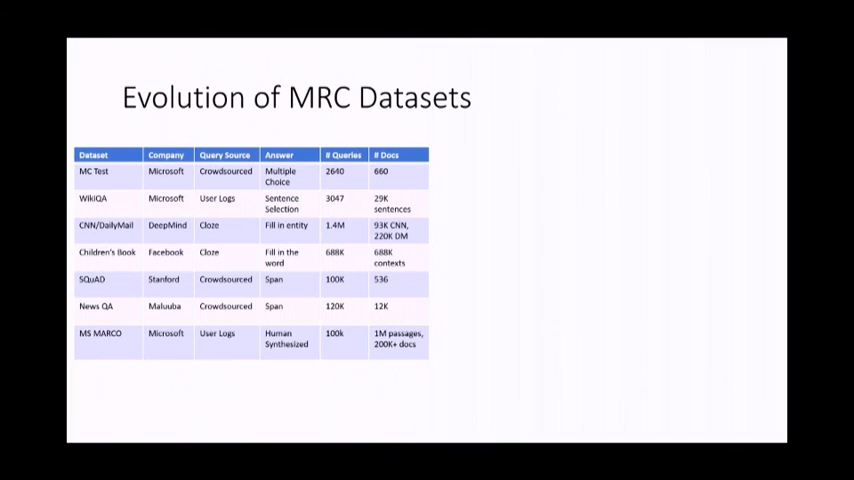 Evolution of MRC Datasets
Dataset Company Query Source Answer # Queries # Docs
MC Test Microsoft Crowdsourced Multiple Choice 2640 660
WikiQA Microsoft User Logs Sentence Selection 3047 29K sentences
CNN/DailyMail DeepMind Cloze Fill in entity 1.4M 93K CNN, 220K DM
Children's Book Facebook Cloze Fill in the word 688K 688K contexts
SQuAD Stanford Crowdsourced Span 100K 536
News QA Maluuba Crowdsourced Span 120K 12K
MS MARCO Microsoft User Logs Human Synthesized 100k 1M passages, 200K+ docs